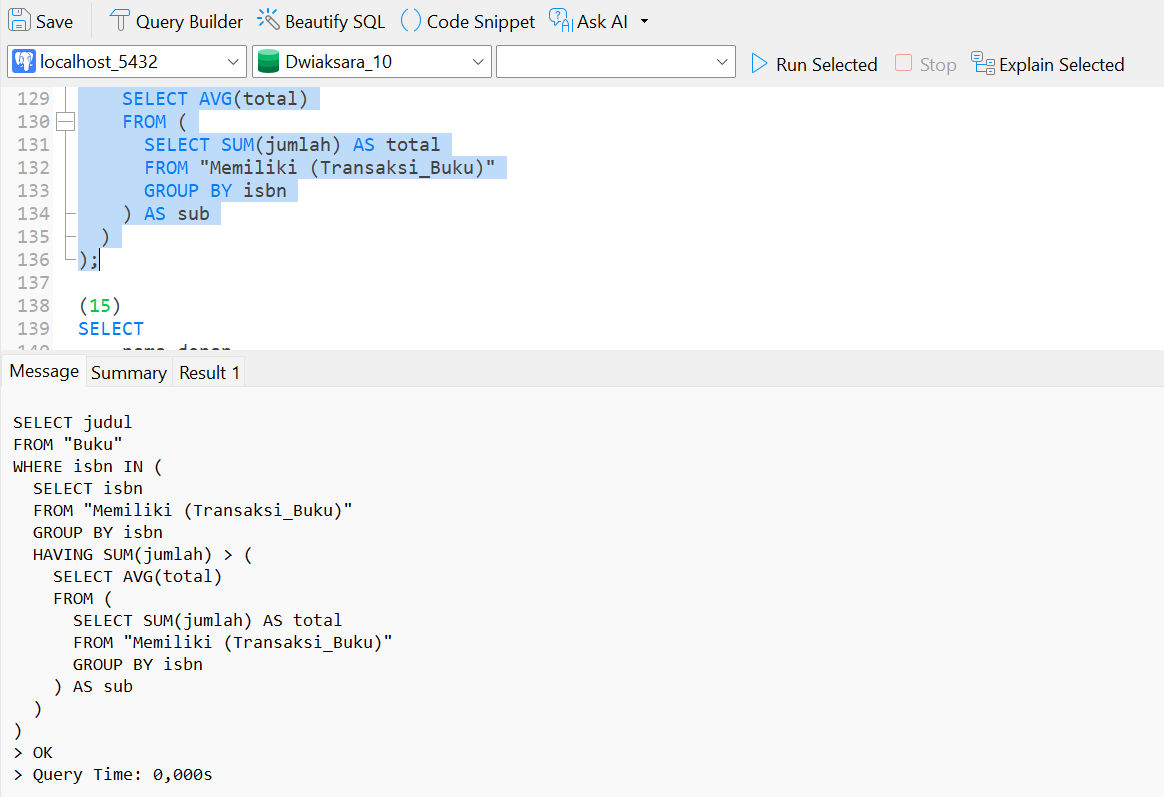 Save Query Builder Beautify SQL () Code Snippet Ask AI
localhost_5432 Dwiaksara_10 Run Selected Stop Explain Selected
129 SELECT AVG(total)
130 FROM (
131 SELECT SUM(jumlah) AS total
132 FROM "Memiliki (Transaksi_Buku)"
133 GROUP BY isbn
134 ) AS sub
135 )
136 );
137
138 (15)
139 SELECT
Message Summary Result 1
SELECT judul
FROM "Buku"
WHERE isbn IN (
SELECT isbn
FROM "Memiliki (Transaksi_Buku)"
GROUP BY isbn
HAVING SUM(jumlah) > (
SELECT AVG(total)
FROM (
SELECT SUM(jumlah) AS total
FROM "Memiliki (Transaksi_Buku)"
GROUP BY isbn
) AS sub
)
)
> OK
> Query Time: 0,000s